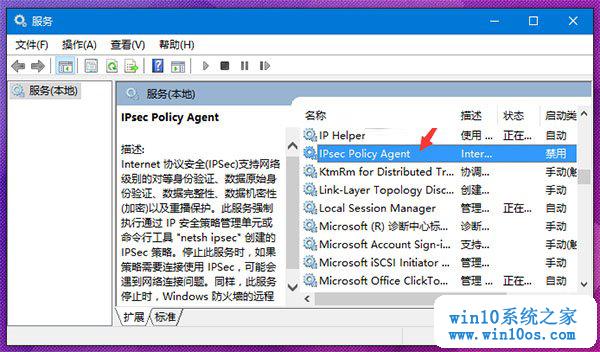 服务
文件(F) 操作(A) 查看(V) 帮助(H)
服务(本地)
服务(本地)
IPsec Policy Agent
描述:
Internet 协议安全(IPSec)支持网络
级别的对等身份验证、数据原始身
份验证、数据完整性、数据机密性
(加密)以及重播保护。此服务强制
执行通过 IP 安全策略管理单元或
命令行工具 "netsh ipsec" 创建的
IPSec 策略。停止此服务时，如果
策略需要连接使用 IPSec，可能会
遇到网络连接问题。同样，此服务
停止时，Windows 防火墙的远程
名称 描述 状态 启动类
IP Helper 使用 ... 正在... 自动
IPsec Policy Agent Inter... 禁用
KtmRm for Distributed Tr... 协调... 手动(触
Link-Layer Topology Disc... 创建... 手动
Local Session Manager 管理 ... 正在... 自动
Microsoft (R) 诊断中心标... 诊断... 手动
Microsoft Account Sign-i... 支持... 手动(触
Microsoft iSCSI Initiator ... 管理 ... 手动
Microsoft Office ClickTo... 管理 ... 正在... 自动
扩展 标准
win10系统之家
www.win10os.com